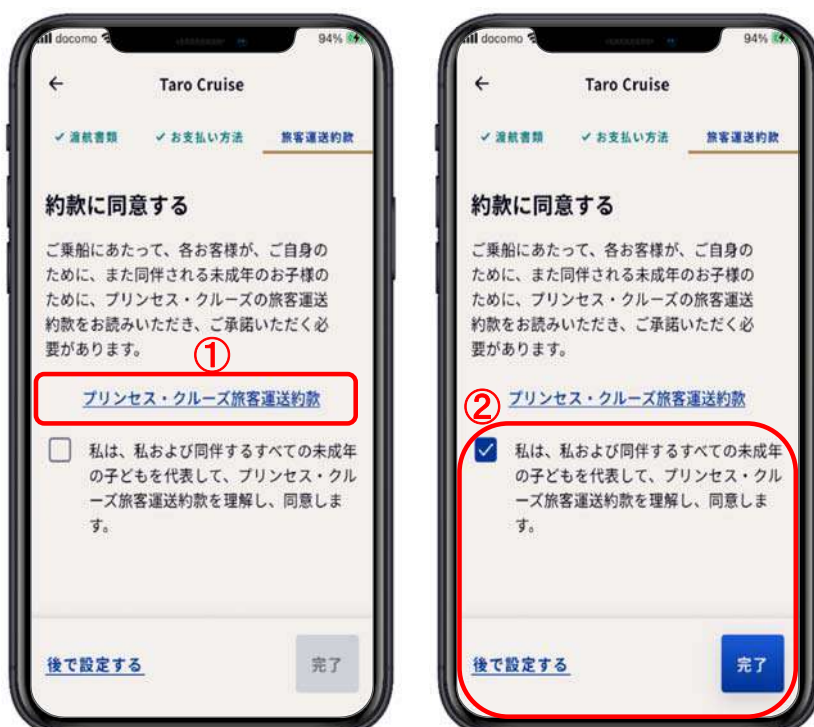 docomo
94%
Taro Cruise
渡航書類
お支払い方法
旅客運送約款
約款に同意する
ご乗船にあたって、各お客様が、ご自身の
ために、また同伴される未成年のお子様の
ために、プリンセス・クルーズの旅客運送
約款をお読みいただき、ご承諾いただく必
要があります。
①
プリンセス・クルーズ旅客運送約款
私は、私および同伴するすべての未成年
の子どもを代表して、プリンセス・クル
ーズ旅客運送約款を理解し、同意しま
す。
後で設定する
完了
docomo
94%
Taro Cruise
渡航書類
お支払い方法
旅客運送約款
約款に同意する
ご乗船にあたって、各お客様が、ご自身の
ために、また同伴される未成年のお子様の
ために、プリンセス・クルーズの旅客運送
約款をお読みいただき、ご承諾いただく必
要があります。
②
プリンセス・クルーズ旅客運送約款
私は、私および同伴するすべての未成年
の子どもを代表して、プリンセス・クル
ーズ旅客運送約款を理解し、同意しま
す。
後で設定する
完了